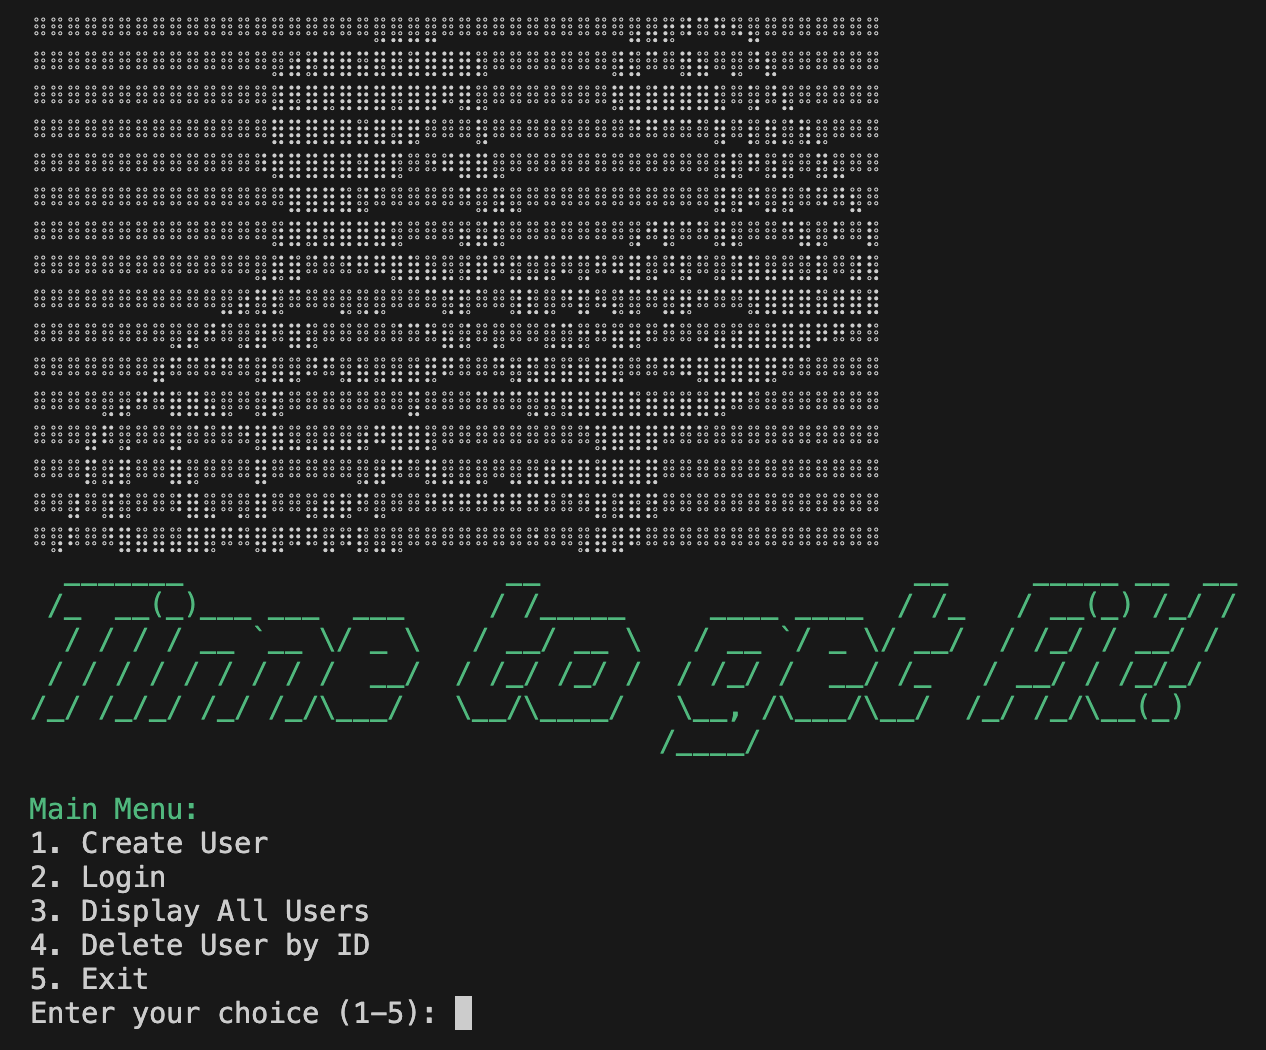 Time to get Fit!
Main Menu:
1. Create User
2. Login
3. Display All Users
4. Delete User by ID
5. Exit
Enter your choice (1-5):